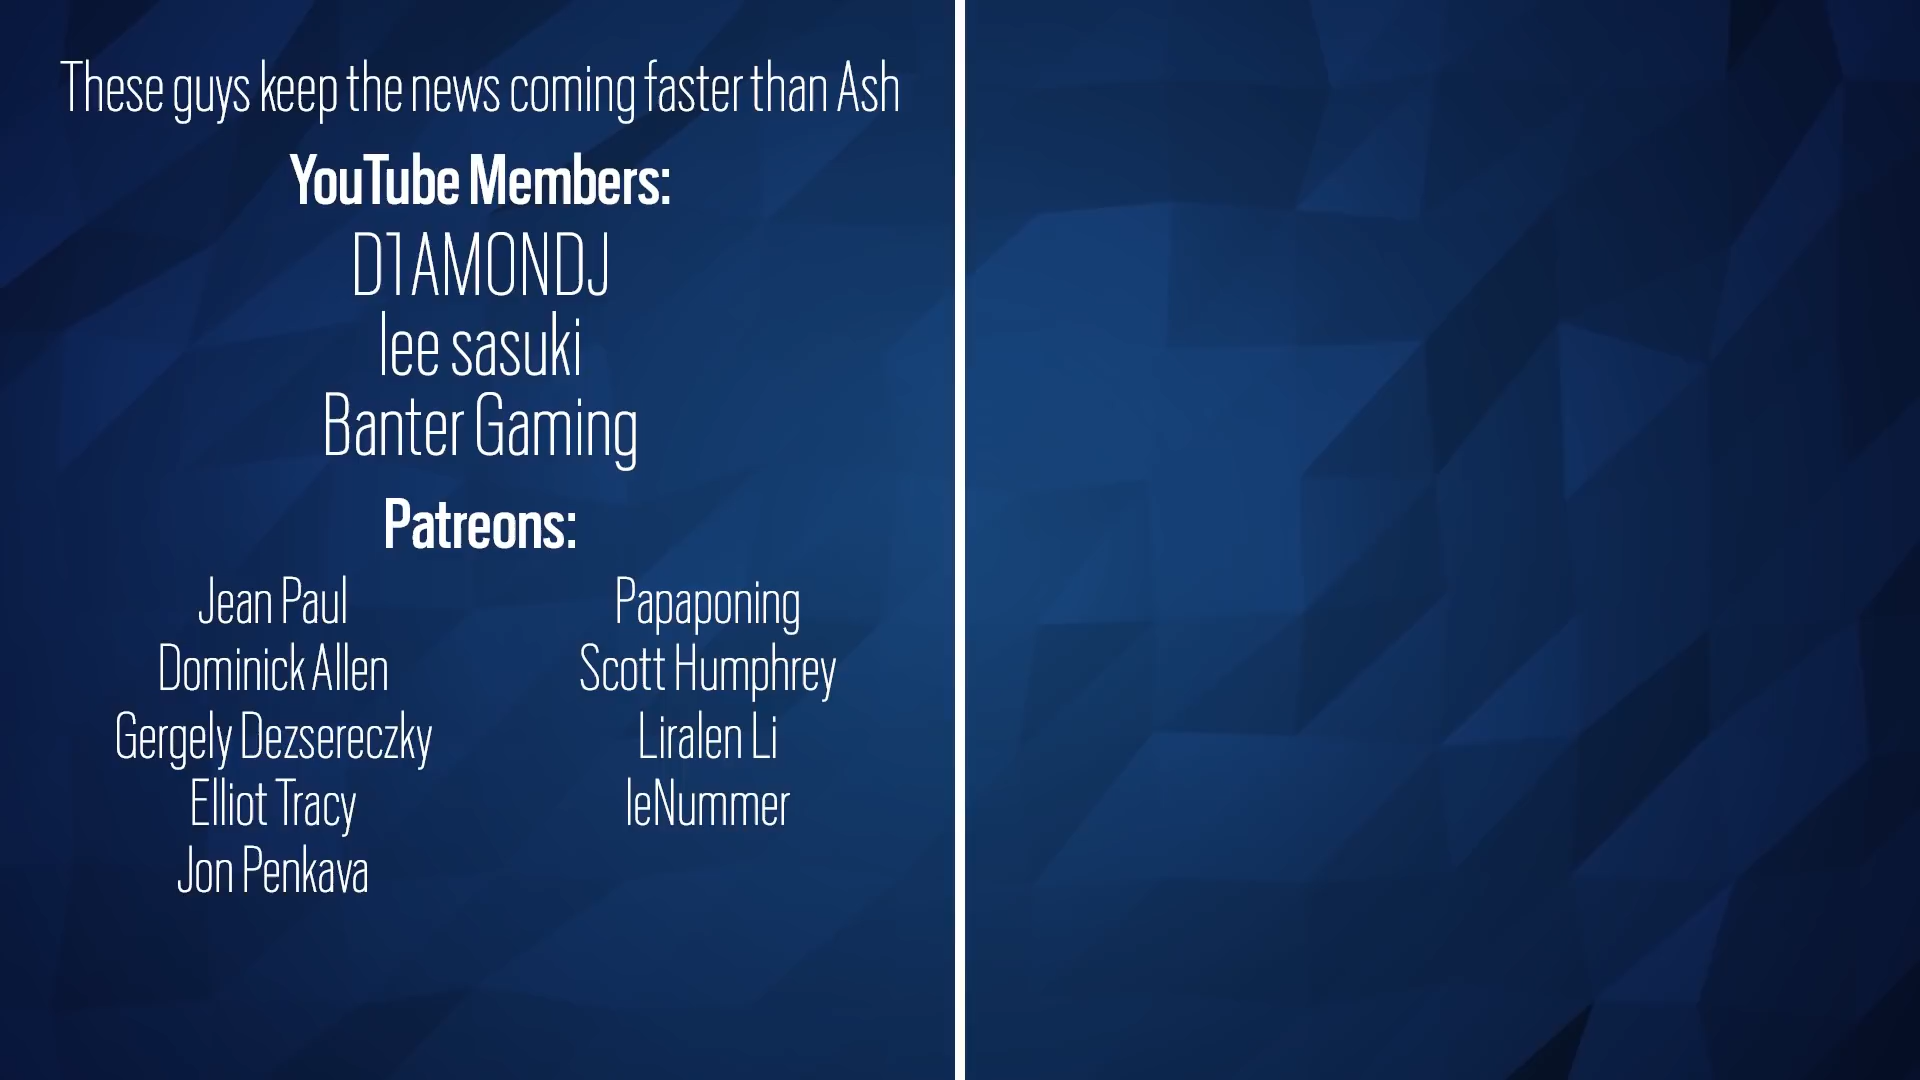 These guys keep the news coming faster than Ash
YouTube Members:
D1AMONDJ
lee sasuki
Banter Gaming
Patreons:
Jean Paul
Dominick Allen
Gergely Dezsereczky
Elliot Tracy
Jon Penkava
Papaponing
Scott Humphrey
Liralen Li
leNummer